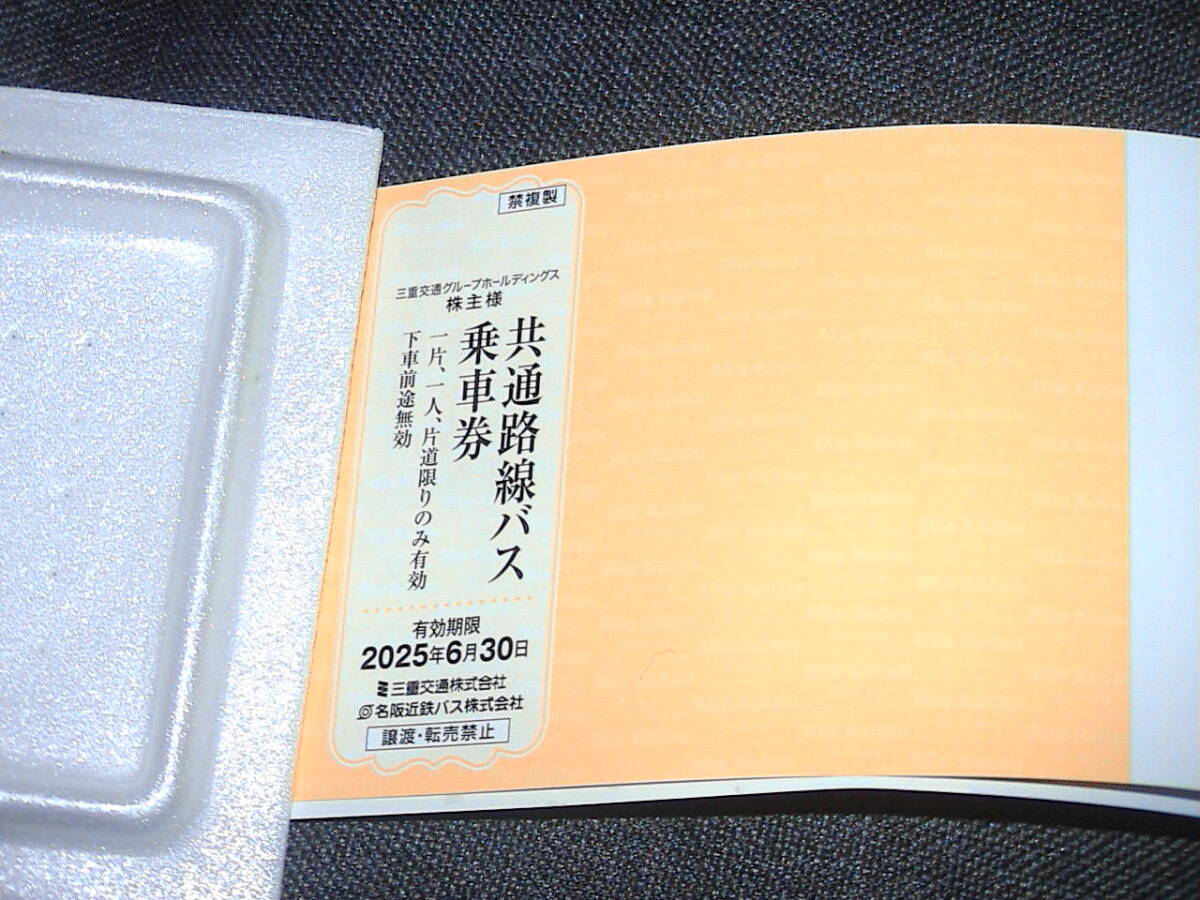 禁複製
三重交通グループホールディングス
株主様
共通路線バス
乗車券
一片、一人、片道限りのみ有効
下車前途無効
有効期限
2025年6月30日
三重交通株式会社
名阪近鉄バス株式会社
譲渡・転売禁止